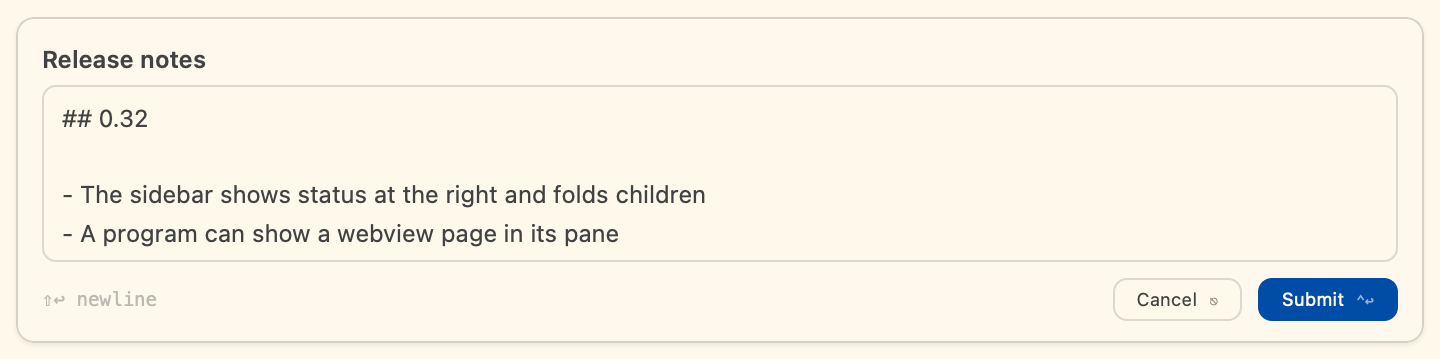 Release notes
## 0.32
- The sidebar shows status at the right and folds children
- A program can show a webview page in its pane
⇧↩ newline
Cancel ⎋
Submit ^↩